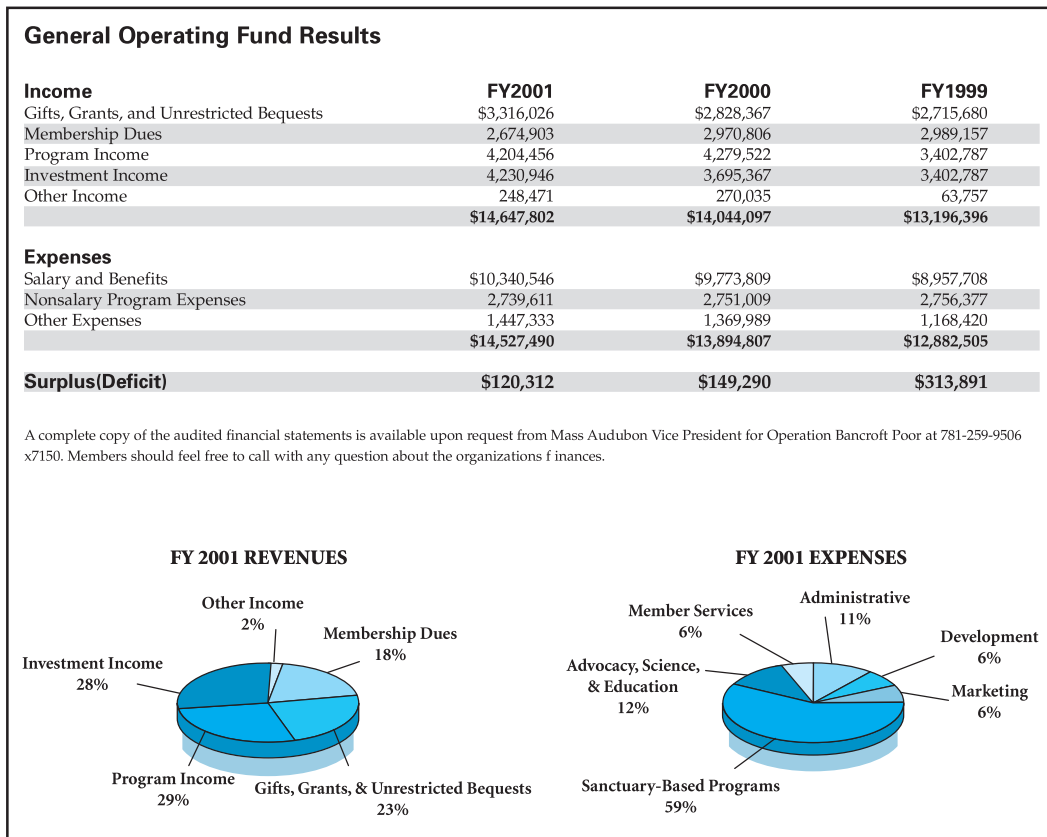 General Operating Fund Results
Income FY2001 FY2000 FY1999
Gifts, Grants, and Unrestricted Bequests $3,316,026 $2,828,367 $2,715,680
Membership Dues 2,674,903 2,970,806 2,989,157
Program Income 4,204,456 4,279,522 3,402,787
Investment Income 4,230,946 3,695,367 3,402,787
Other Income 248,471 270,035 63,757
$14,647,802 $14,044,097 $13,196,396
Expenses
Salary and Benefits $10,340,546 $9,773,809 $8,957,708
Nonsalary Program Expenses 2,739,611 2,751,009 2,756,377
Other Expenses 1,447,333 1,369,989 1,168,420
$14,527,490 $13,894,807 $12,882,505
Surplus(Deficit) $120,312 $149,290 $313,891
A complete copy of the audited financial statements is available upon request from Mass Audubon Vice President for Operation Bancroft Poor at 781-259-9506
x7150. Members should feel free to call with any question about the organizations f inances.
FY 2001 REVENUES
Other Income
2%
Membership Dues
18%
Investment Income
28%
Program Income
29%
Gifts, Grants, & Unrestricted Bequests
23%
FY 2001 EXPENSES
Administrative
11%
Member Services
6%
Development
6%
Advocacy, Science,
& Education
12%
Marketing
6%
Sanctuary-Based Programs
59%